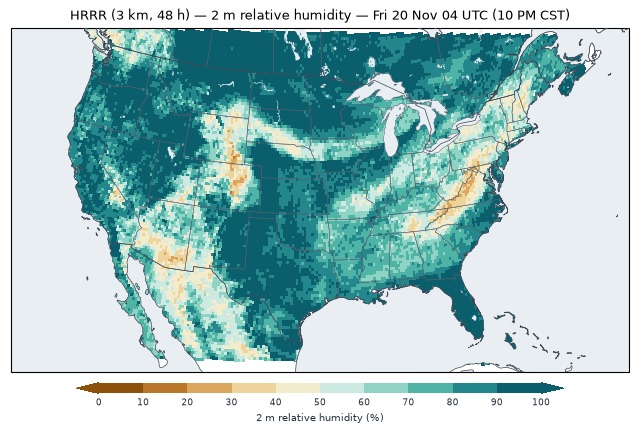 HRRR (3 km, 48 h) — 2 m relative humidity — Fri 20 Nov 04 UTC (10 PM CST)
0 10 20 30 40 50 60 70 80 90 100
2 m relative humidity (%)